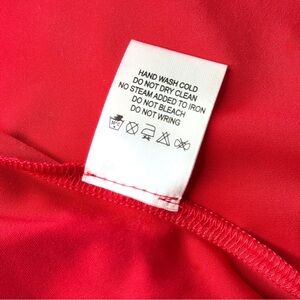 HAND WASH COLD
DO NOT DRY CLEAN
NO STEAM ADDED TO IRON
DO NOT BLEACH
DO NOT WRING